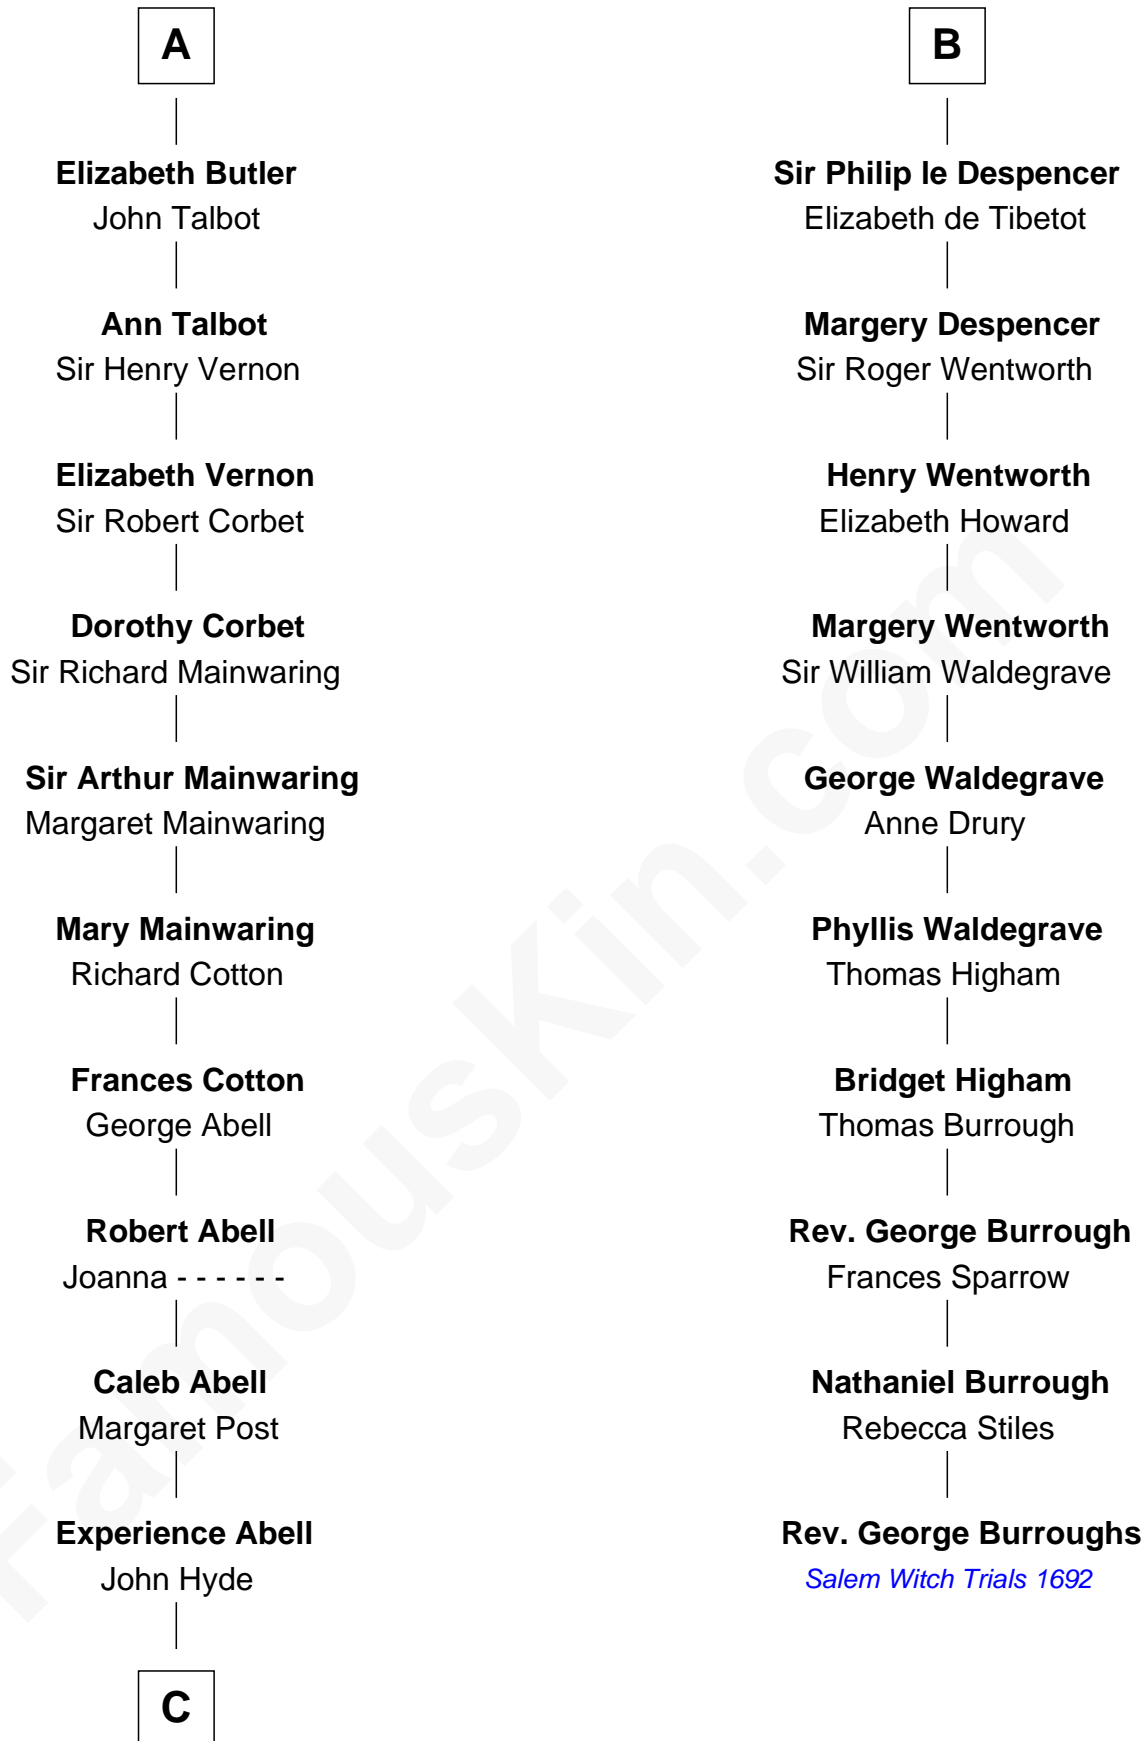 A
Elizabeth Butler
John Talbot
Ann Talbot
Sir Henry Vernon
Elizabeth Vernon
Sir Robert Corbet
Dorothy Corbet
Sir Richard Mainwaring
Sir Arthur Mainwaring
Margaret Mainwaring
Mary Mainwaring
Richard Cotton
Frances Cotton
George Abell
Robert Abell
Joanna - - - - - -
Caleb Abell
Margaret Post
Experience Abell
John Hyde
C
B
Sir Philip le Despencer
Elizabeth de Tibetot
Margery Despencer
Sir Roger Wentworth
Henry Wentworth
Elizabeth Howard
Margery Wentworth
Sir William Waldegrave
George Waldegrave
Anne Drury
Phyllis Waldegrave
Thomas Higham
Bridget Higham
Thomas Burrough
Rev. George Burrough
Frances Sparrow
Nathaniel Burrough
Rebecca Stiles
Rev. George Burroughs
Salem Witch Trials 1692
FamousKin.com